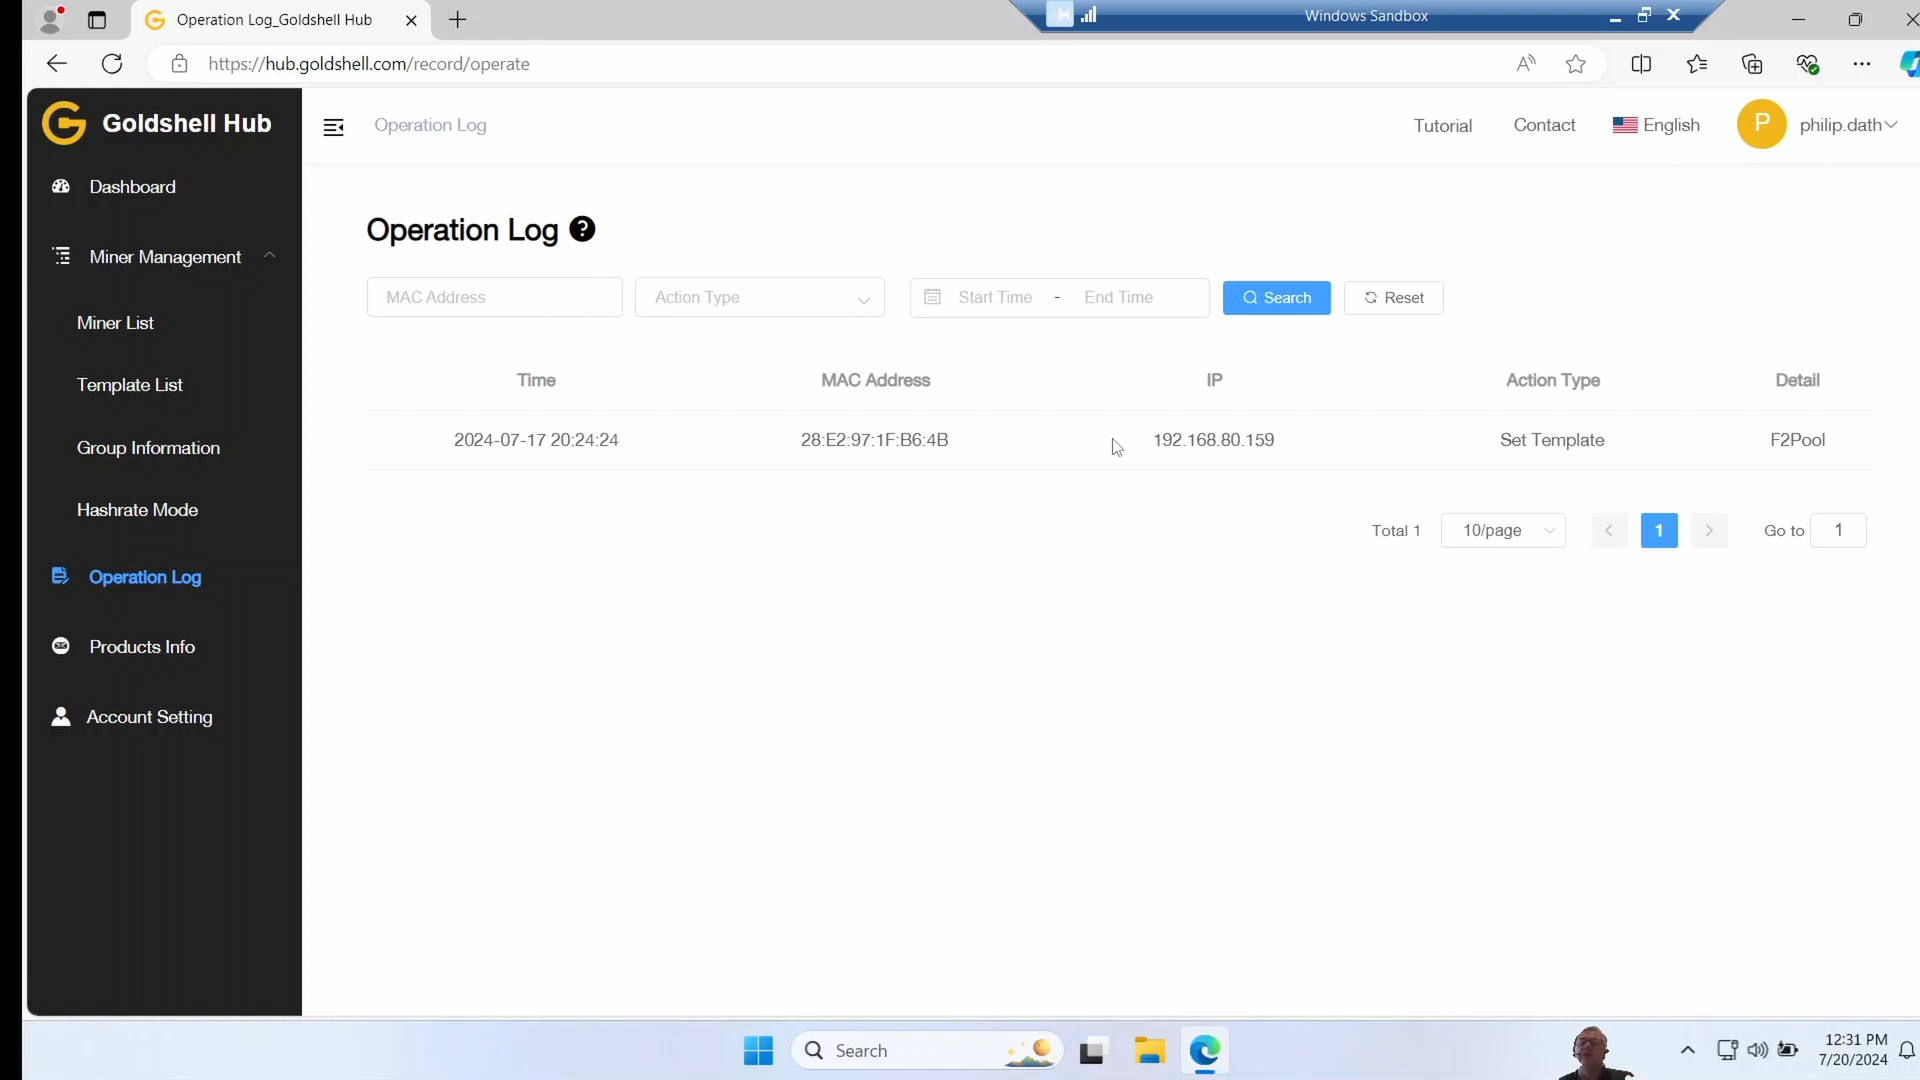 Operation Log_Goldshell Hub
Windows Sandbox
https://hub.goldshell.com/record/operate
Goldshell Hub
Operation Log
Tutorial
Contact
English
P
philip.dath
Dashboard
Miner Management
Miner List
Template List
Group Information
Hashrate Mode
Operation Log
Products Info
Account Setting
Operation Log ?
MAC Address
Action Type
Start Time - End Time
Search
Reset
Time MAC Address IP Action Type Detail
2024-07-17 20:24:24 28:E2:97:1F:B6:4B 192.168.80.159 Set Template F2Pool
Total 1 10/page 1 Go to 1
Search
12:31 PM
7/20/2024